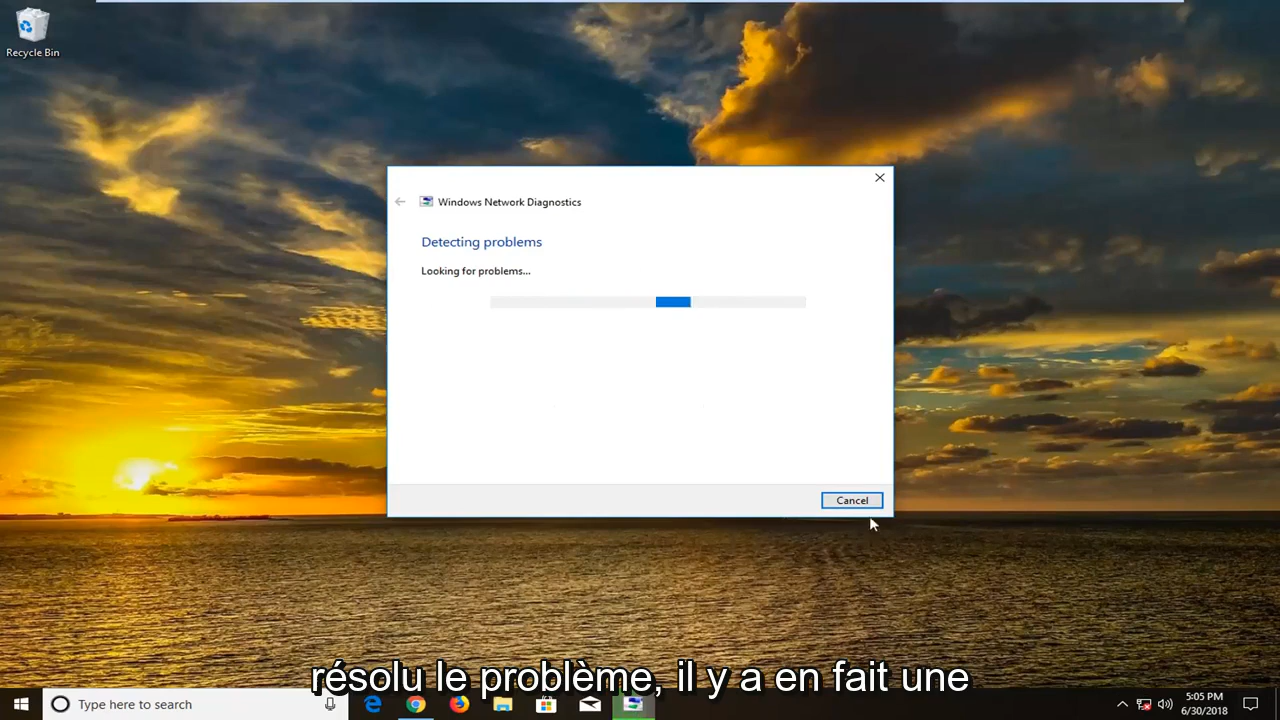 Recycle Bin
Windows Network Diagnostics
Detecting problems
Looking for problems...
Cancel
résolu le problème, il y a en fait une
Type here to search
5:05 PM
6/30/2018